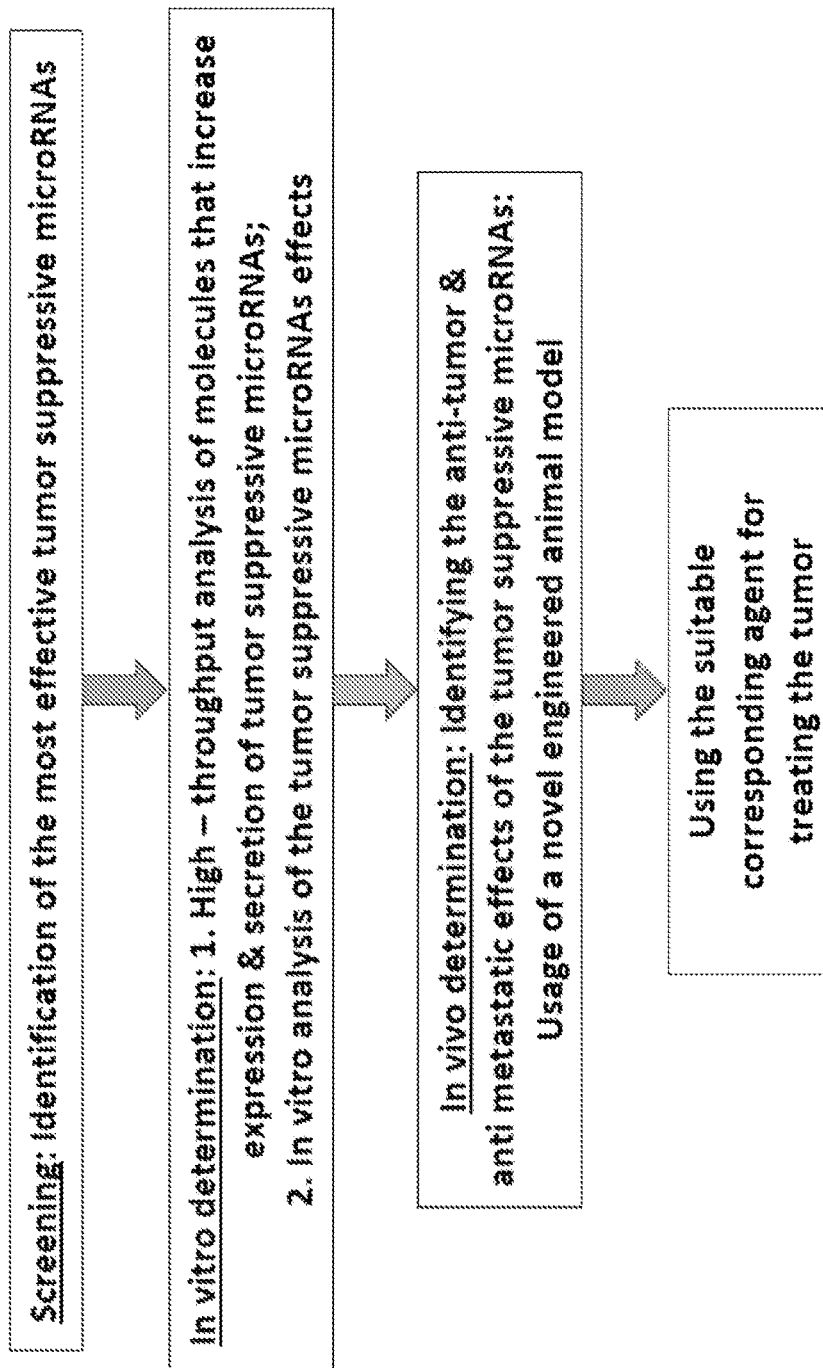 Screening: Identification of the most effective tumor suppressive microRNAs
In vitro determination: 1. High – throughput analysis of molecules that increase
expression & secretion of tumor suppressive microRNAs;
2. In vitro analysis of the tumor suppressive microRNAs effects
In vivo determination: Identifying the anti-tumor &
anti metastatic effects of the tumor suppressive microRNAs:
Usage of a novel engineered animal model
Using the suitable
corresponding agent for
treating the tumor